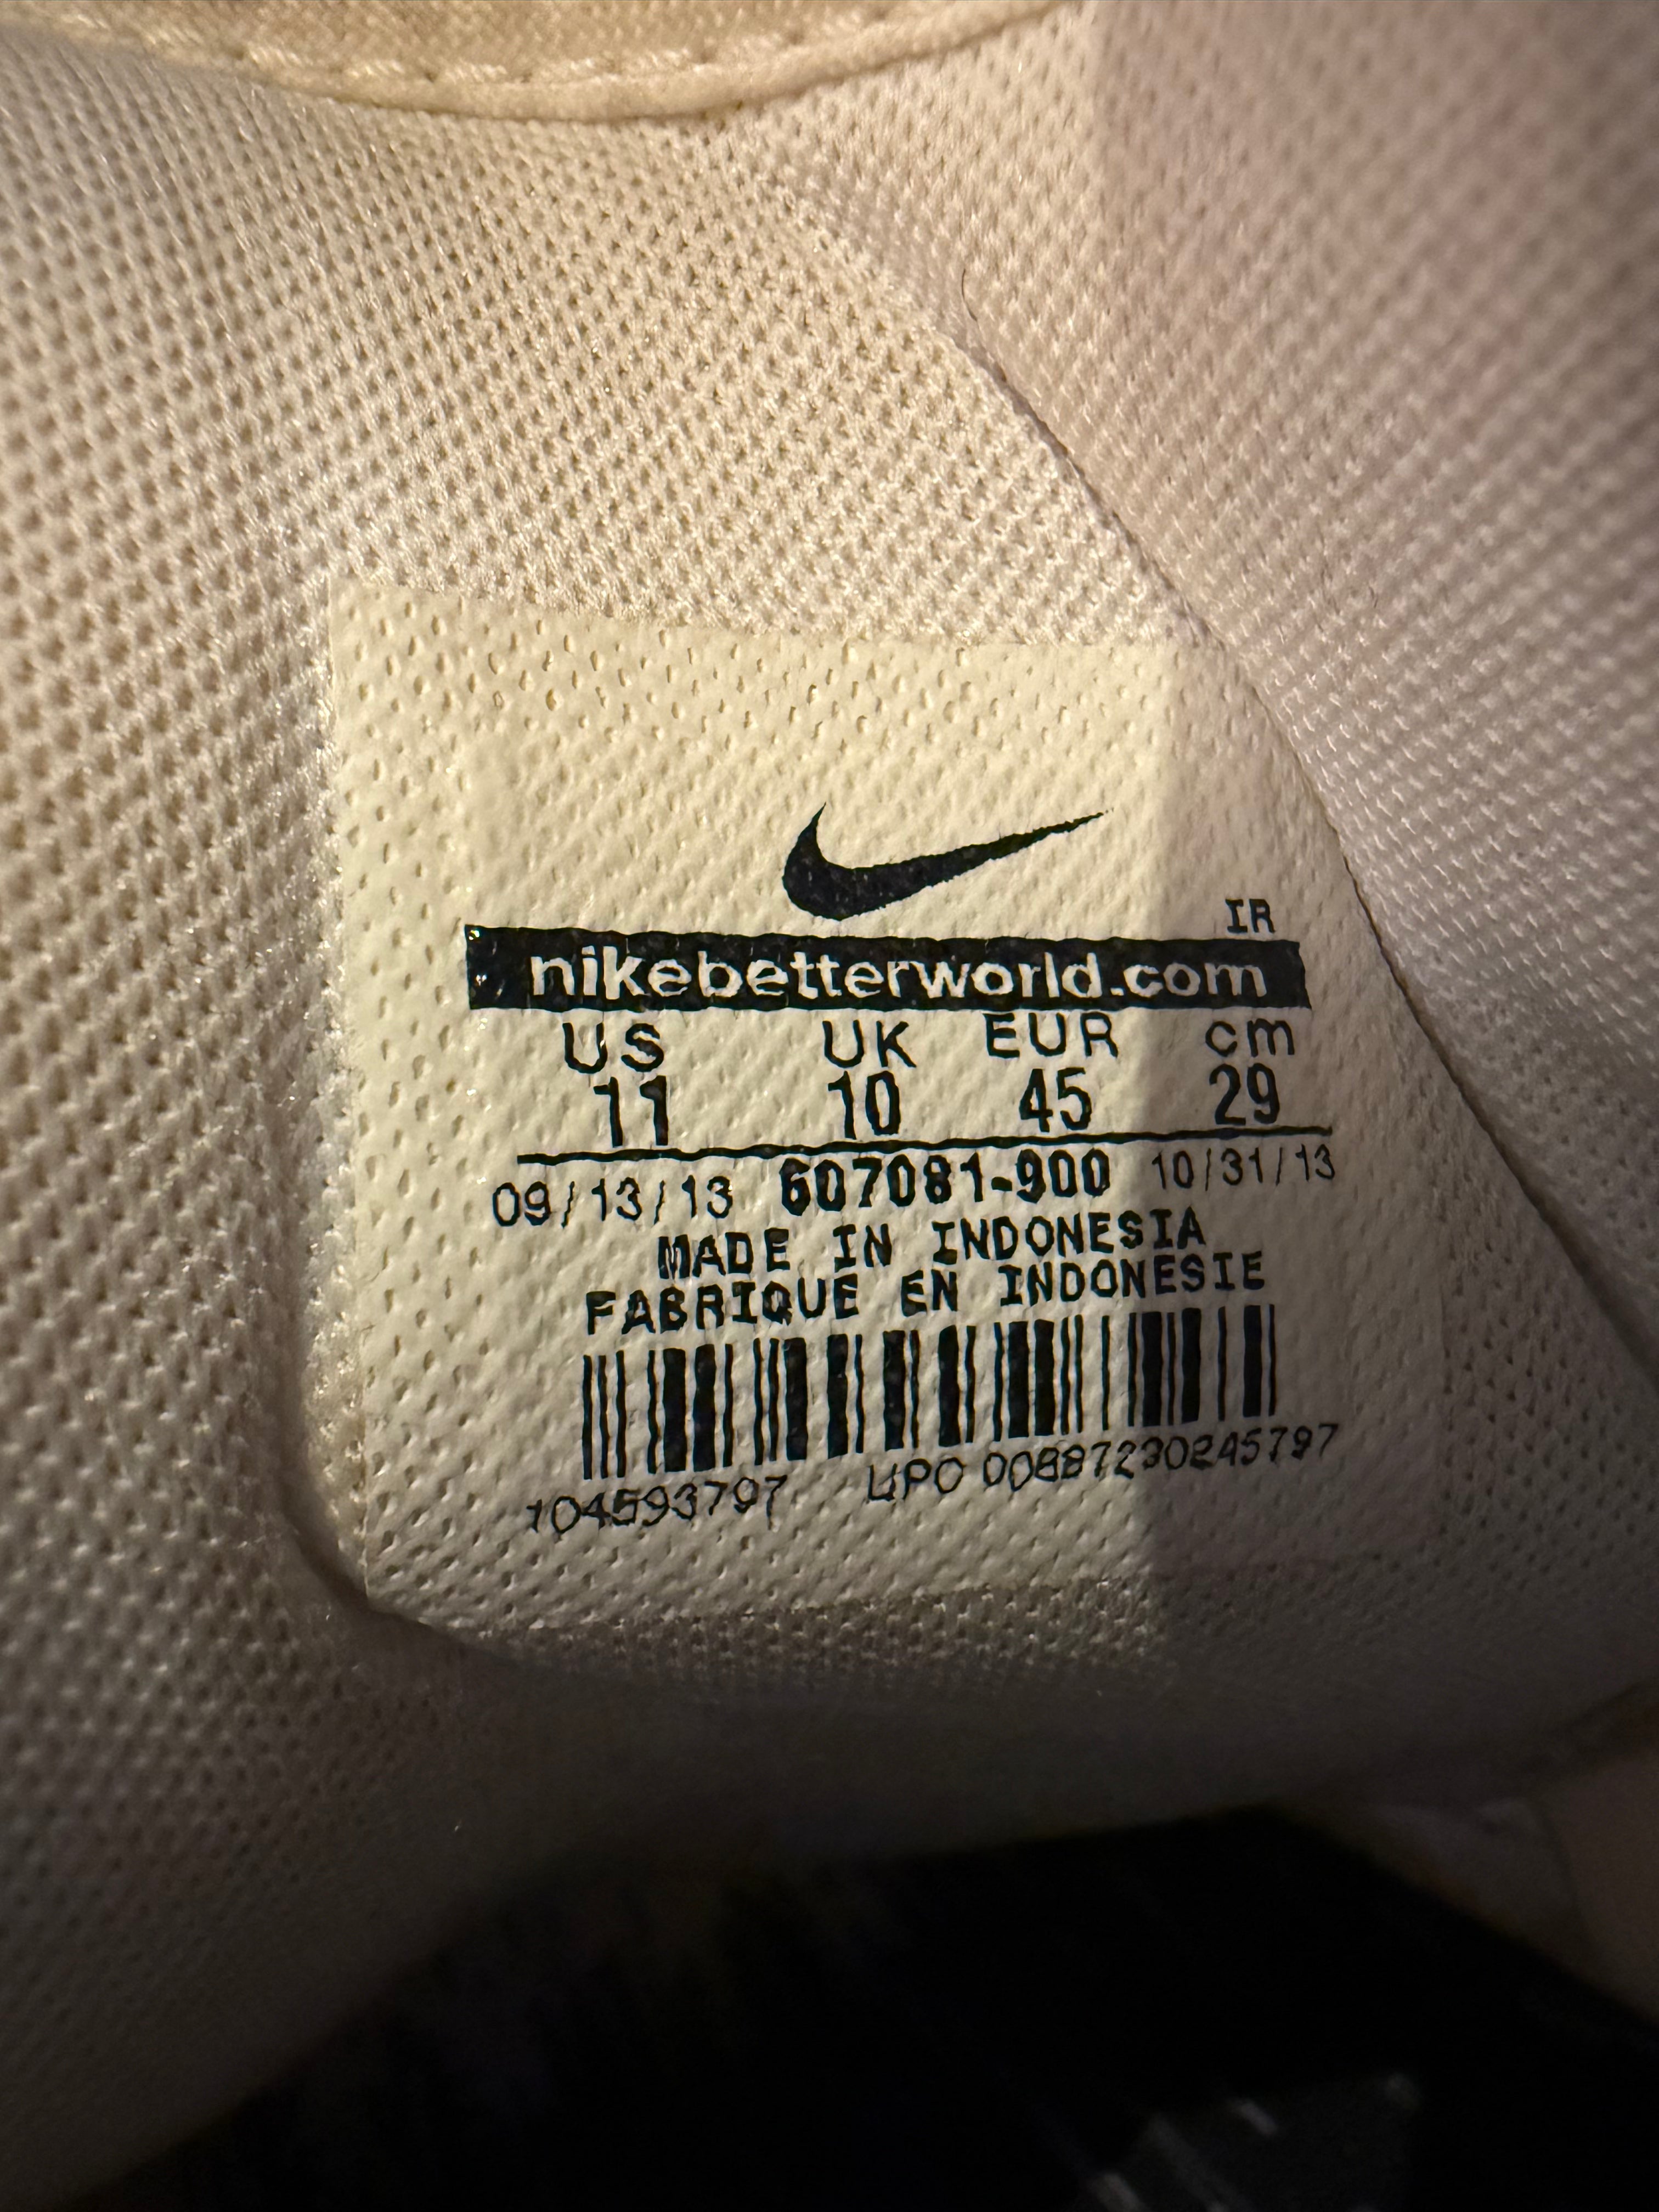 IR
nikebetterworld.com
US UK EUR cm
11 10 45 29
09/13/13 607081-900 10/31/13
MADE IN INDONESIA
FABRIQUE EN INDONESIE
104593797 UPC 00887230245797